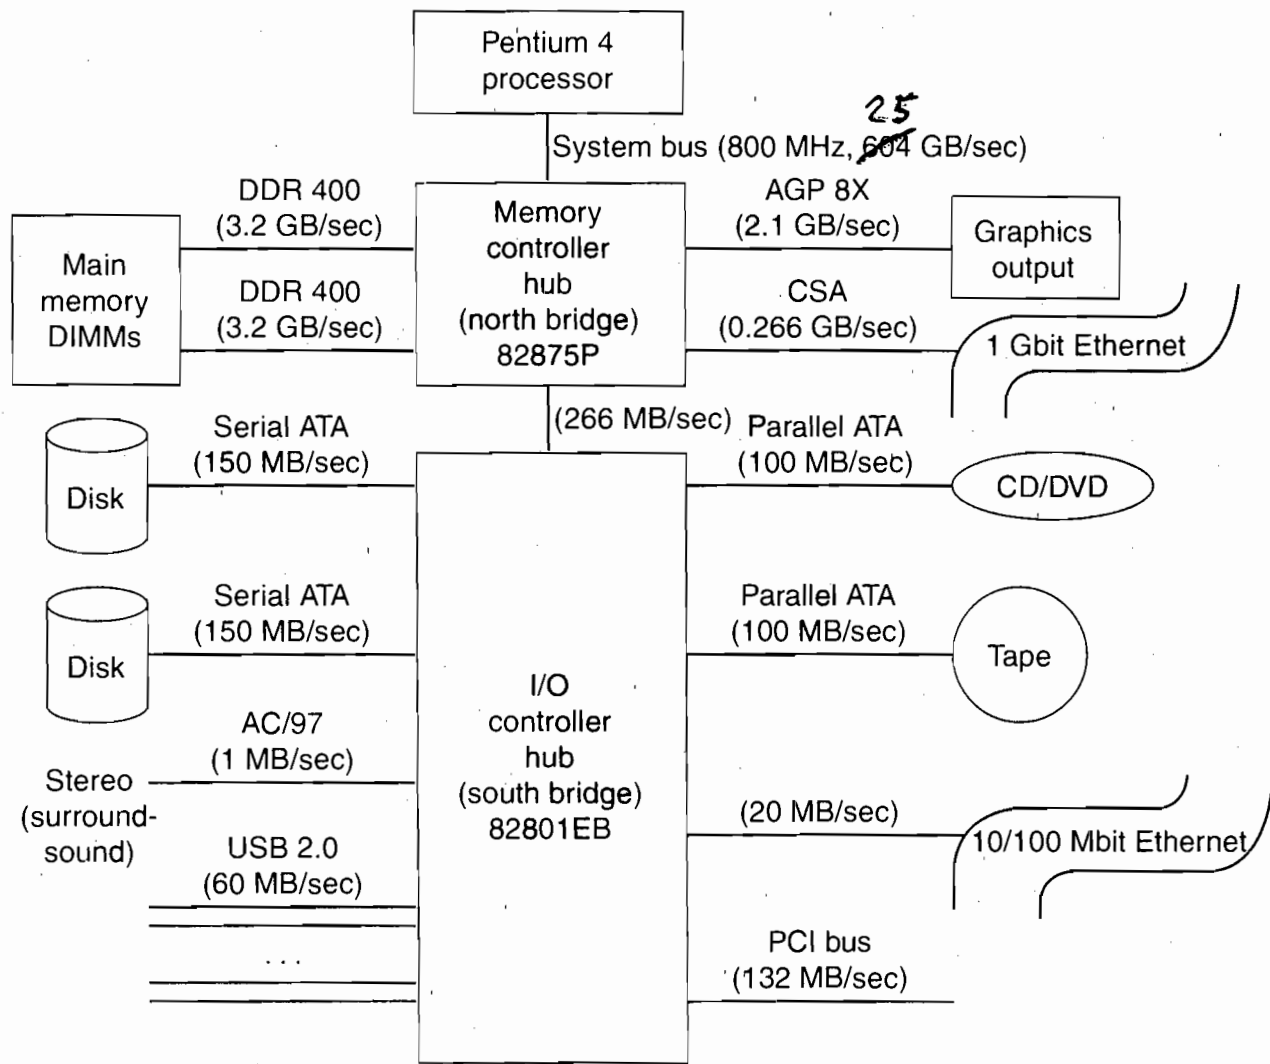 Pentium 4
processor
25
System bus (800 MHz, 604 GB/sec)
DDR 400
(3.2 GB/sec)
AGP 8X
(2.1 GB/sec)
Main
memory
DIMMs
DDR 400
(3.2 GB/sec)
Memory
controller
hub
(north bridge)
82875P
CSA
(0.266 GB/sec)
Graphics
output
1 Gbit Ethernet
(266 MB/sec)
Serial ATA
(150 MB/sec)
Disk
Parallel ATA
(100 MB/sec)
CD/DVD
Serial ATA
(150 MB/sec)
Disk
Parallel ATA
(100 MB/sec)
Tape
I/O
controller
hub
(south bridge)
82801EB
AC/97
(1 MB/sec)
Stereo
(surround-
sound)
USB 2.0
(60 MB/sec)
. . .
(20 MB/sec)
10/100 Mbit Ethernet
PCI bus
(132 MB/sec)